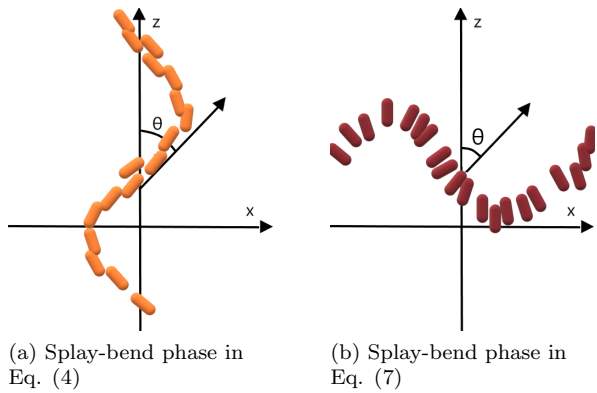 z
θ
x
(a) Splay-bend phase in
Eq. (4)
z
θ
x
(b) Splay-bend phase in
Eq. (7)